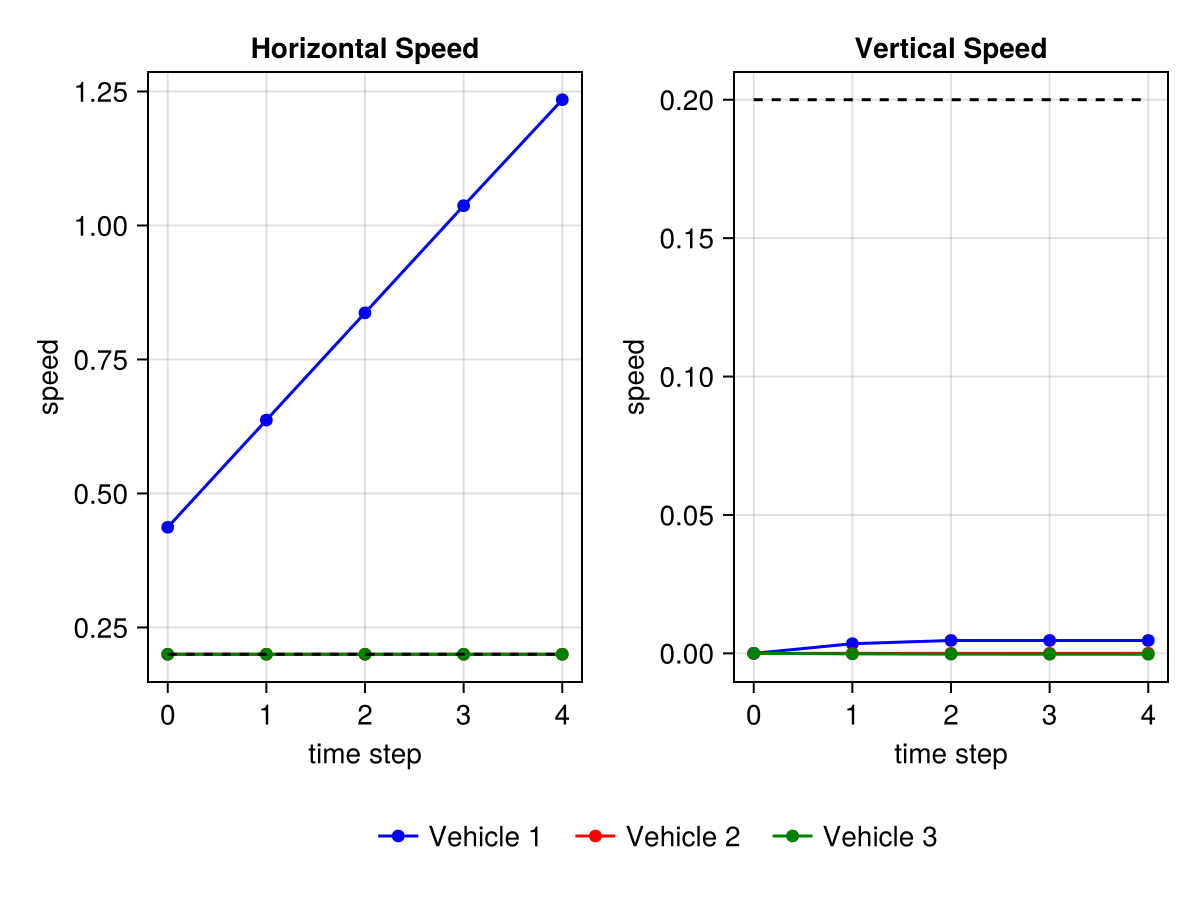 Horizontal Speed
1.25
1.00
0.75
0.50
0.25
speed
0 1 2 3 4
time step
Vertical Speed
0.20
0.15
0.10
0.05
0.00
speed
0 1 2 3 4
time step
Vehicle 1 Vehicle 2 Vehicle 3